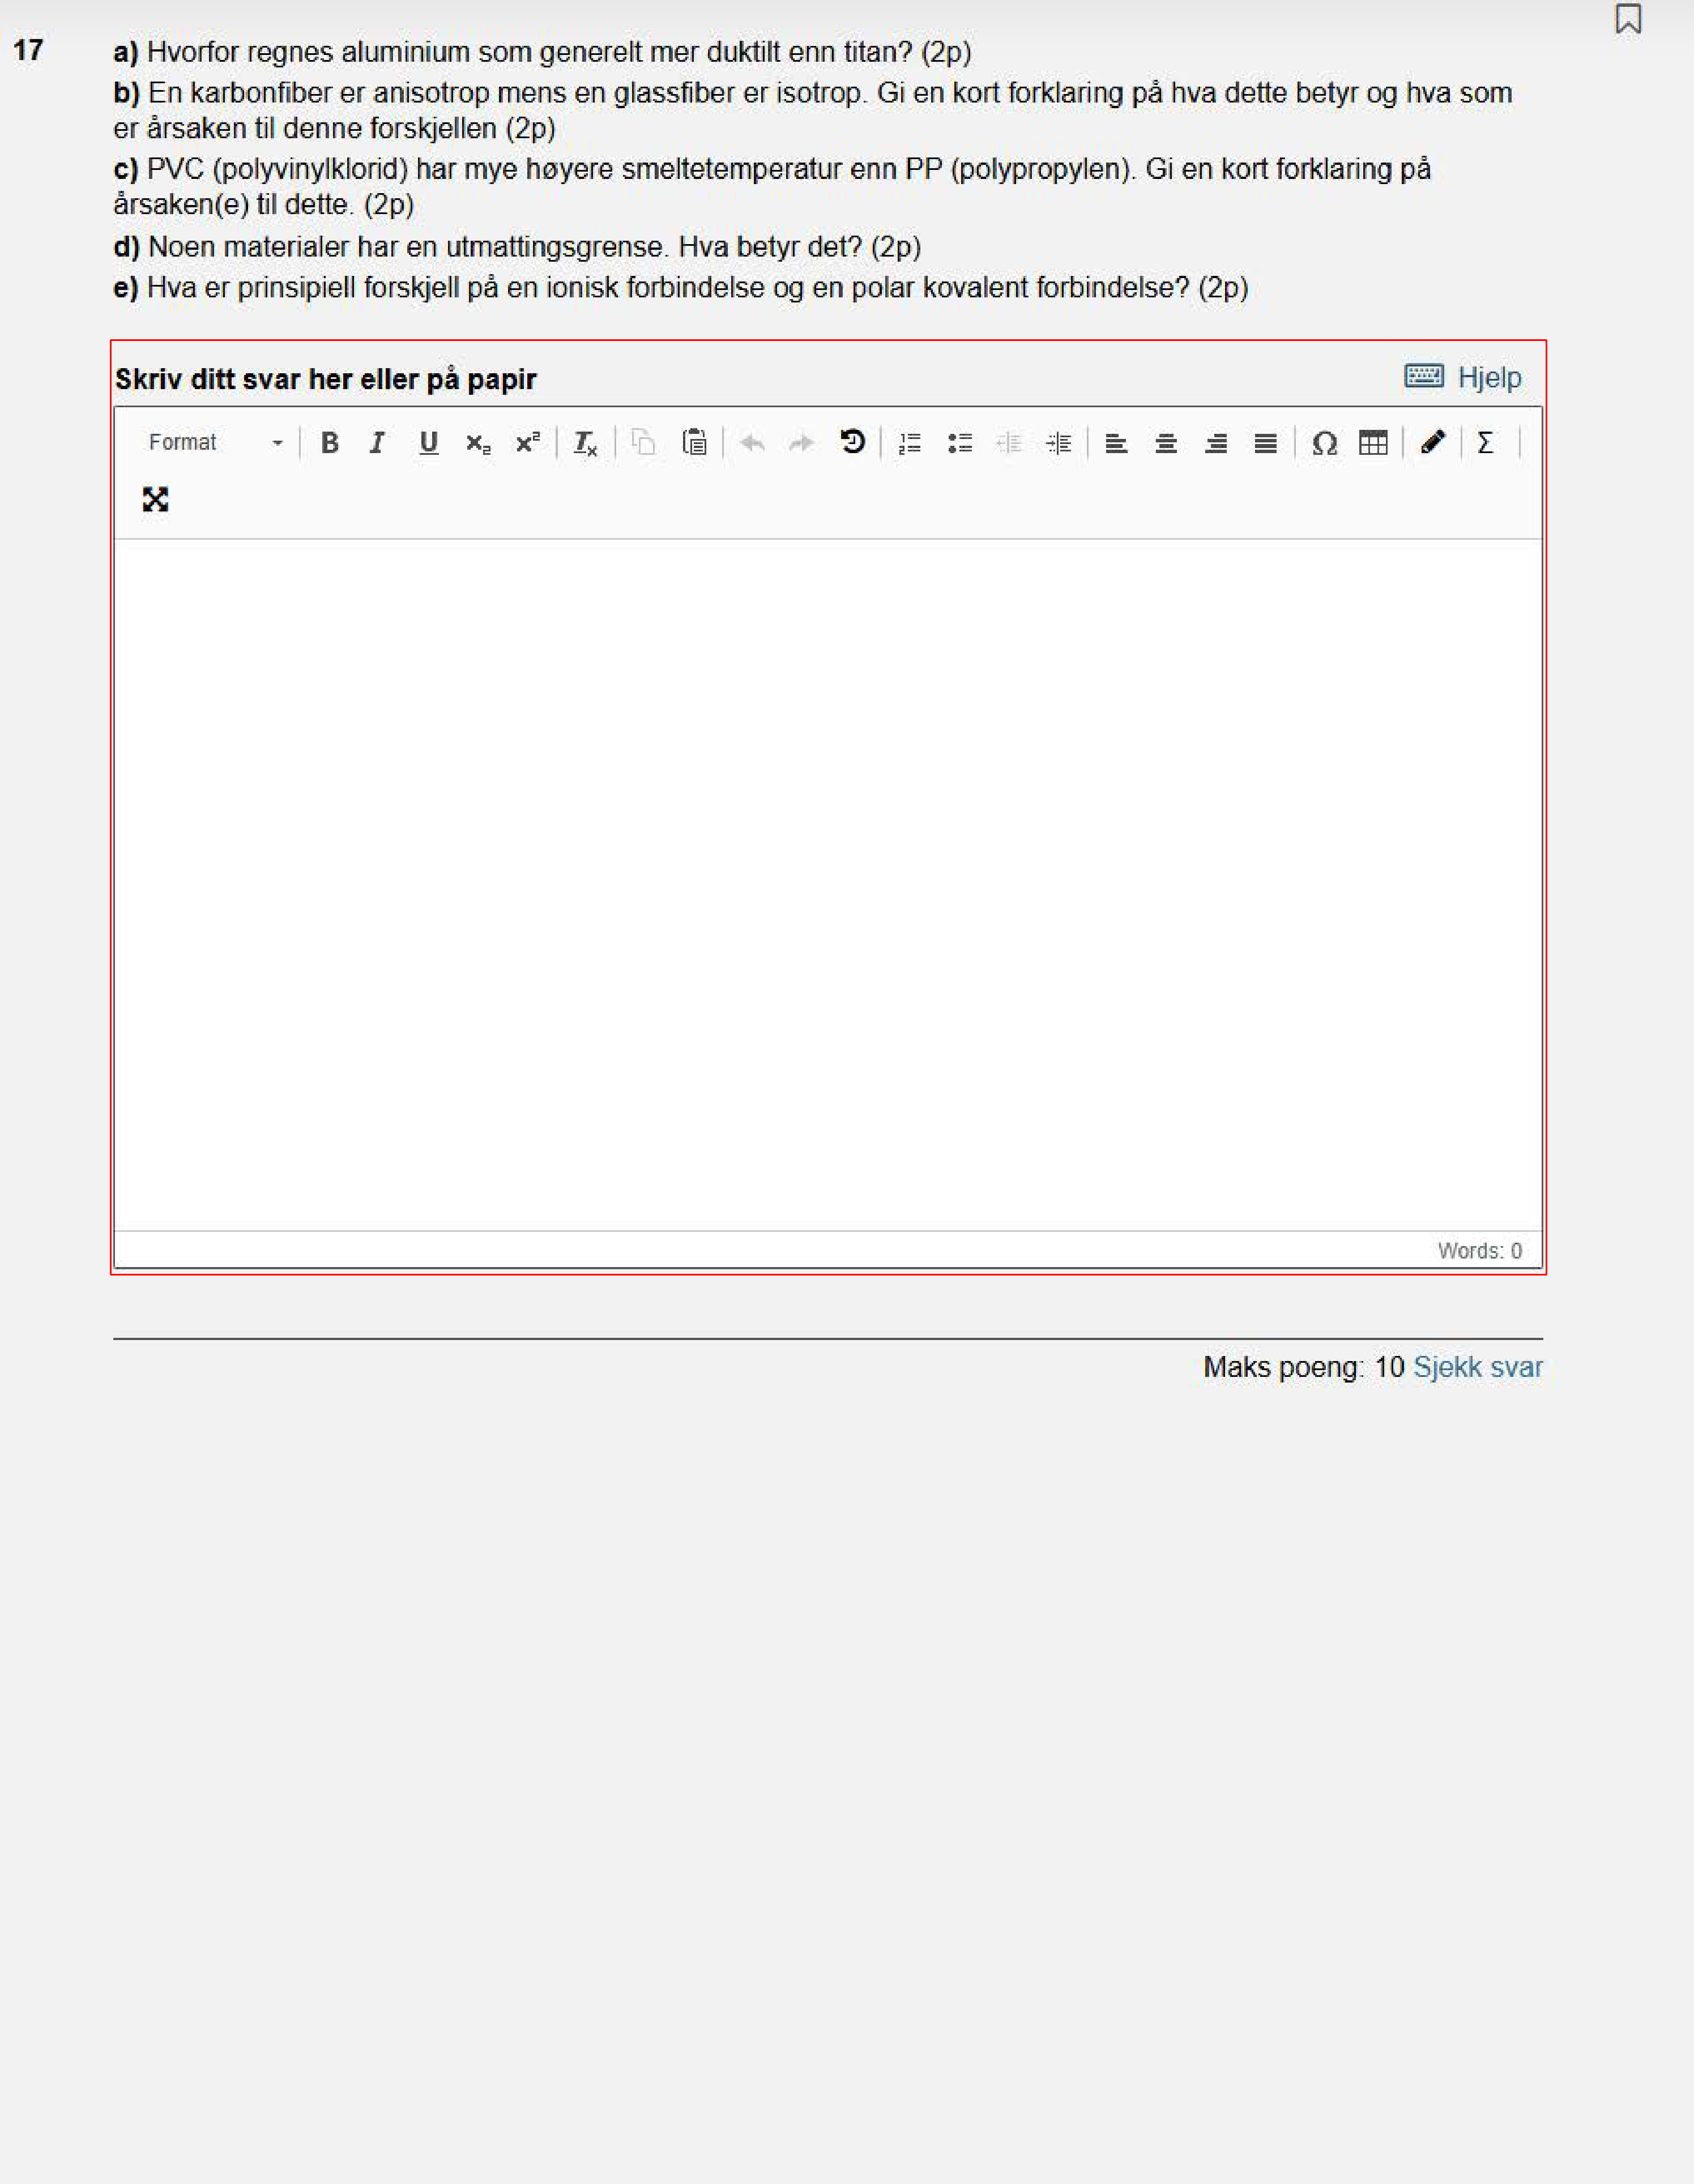 17
a) Hvorfor regnes aluminium som generelt mer duktilt enn titan? (2p)
b) En karbonfiber er anisotrop mens en glassfiber er isotrop. Gi en kort forklaring på hva dette betyr og hva som
er årsaken til denne forskjellen (2p)
c) PVC (polyvinylklorid) har mye høyere smeltetemperatur enn PP (polypropylen). Gi en kort forklaring på
årsaken(e) til dette. (2p)
d) Noen materialer har en utmattingsgrense. Hva betyr det? (2p)
e) Hva er prinsipiell forskjell på en ionisk forbindelse og en polar kovalent forbindelse? (2p)
Skriv ditt svar her eller på papir
Hjelp
Format B I U x₂ x² Tx Ω Σ
Words: 0
Maks poeng: 10 Sjekk svar